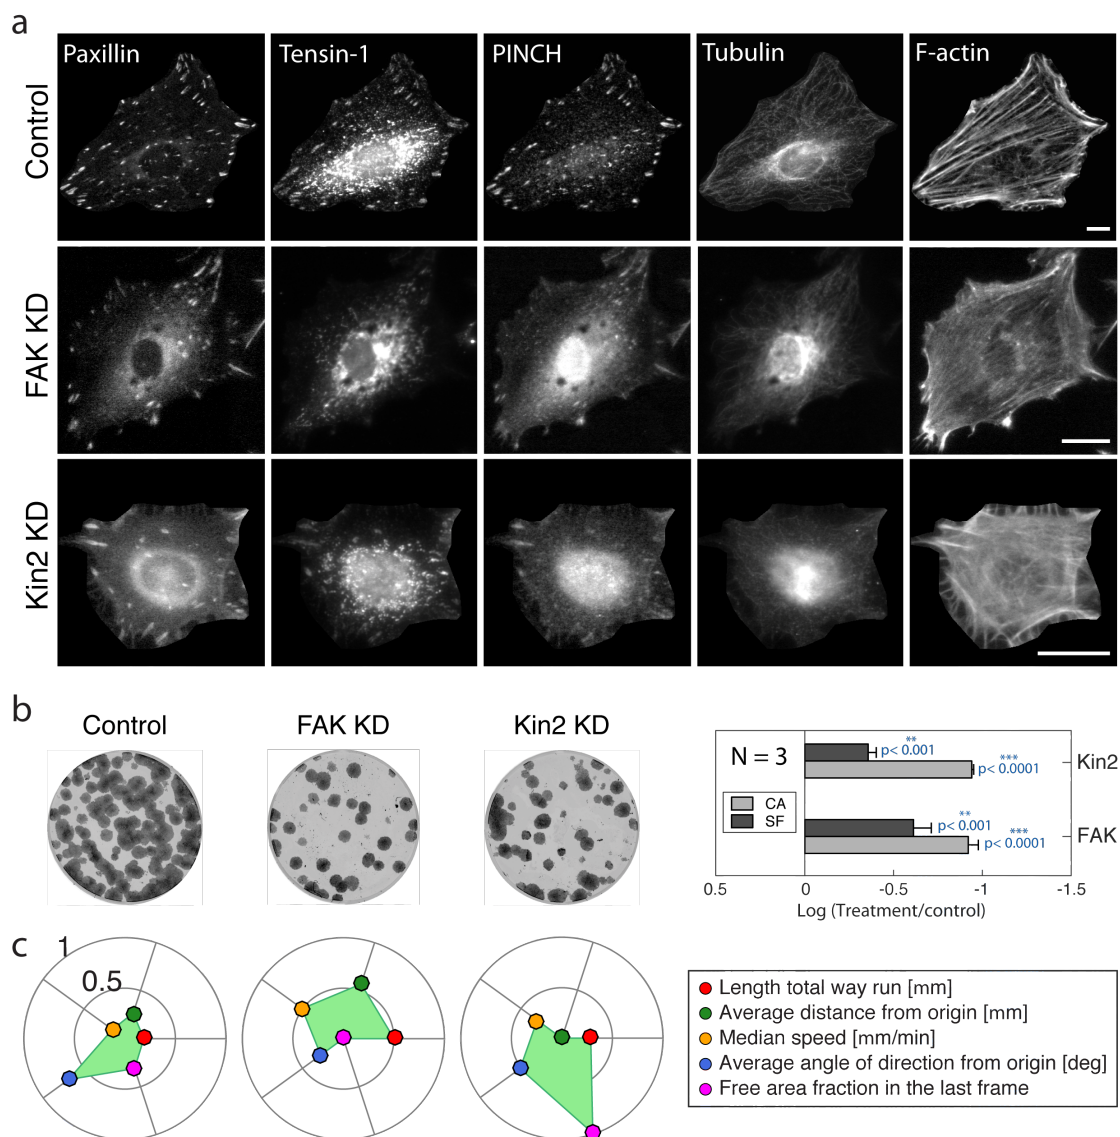 a
Paxillin
Tensin-1
PINCH
Tubulin
F-actin
Control
FAK KD
Kin2 KD
b
Control
FAK KD
Kin2 KD
N = 3
CA
SF
**
p< 0.001
***
p< 0.0001
Kin2
**
p< 0.001
***
p< 0.0001
FAK
0.5
0
-0.5
-1
-1.5
Log (Treatment/control)
c
1
0.5
Length total way run [mm]
Average distance from origin [mm]
Median speed [mm/min]
Average angle of direction from origin [deg]
Free area fraction in the last frame